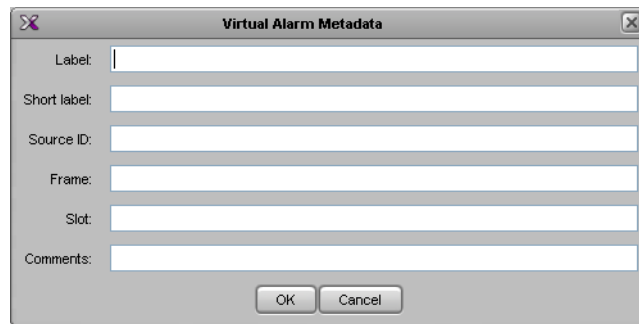 Virtual Alarm Metadata
Label:
Short label:
Source ID:
Frame:
Slot:
Comments:
OK Cancel